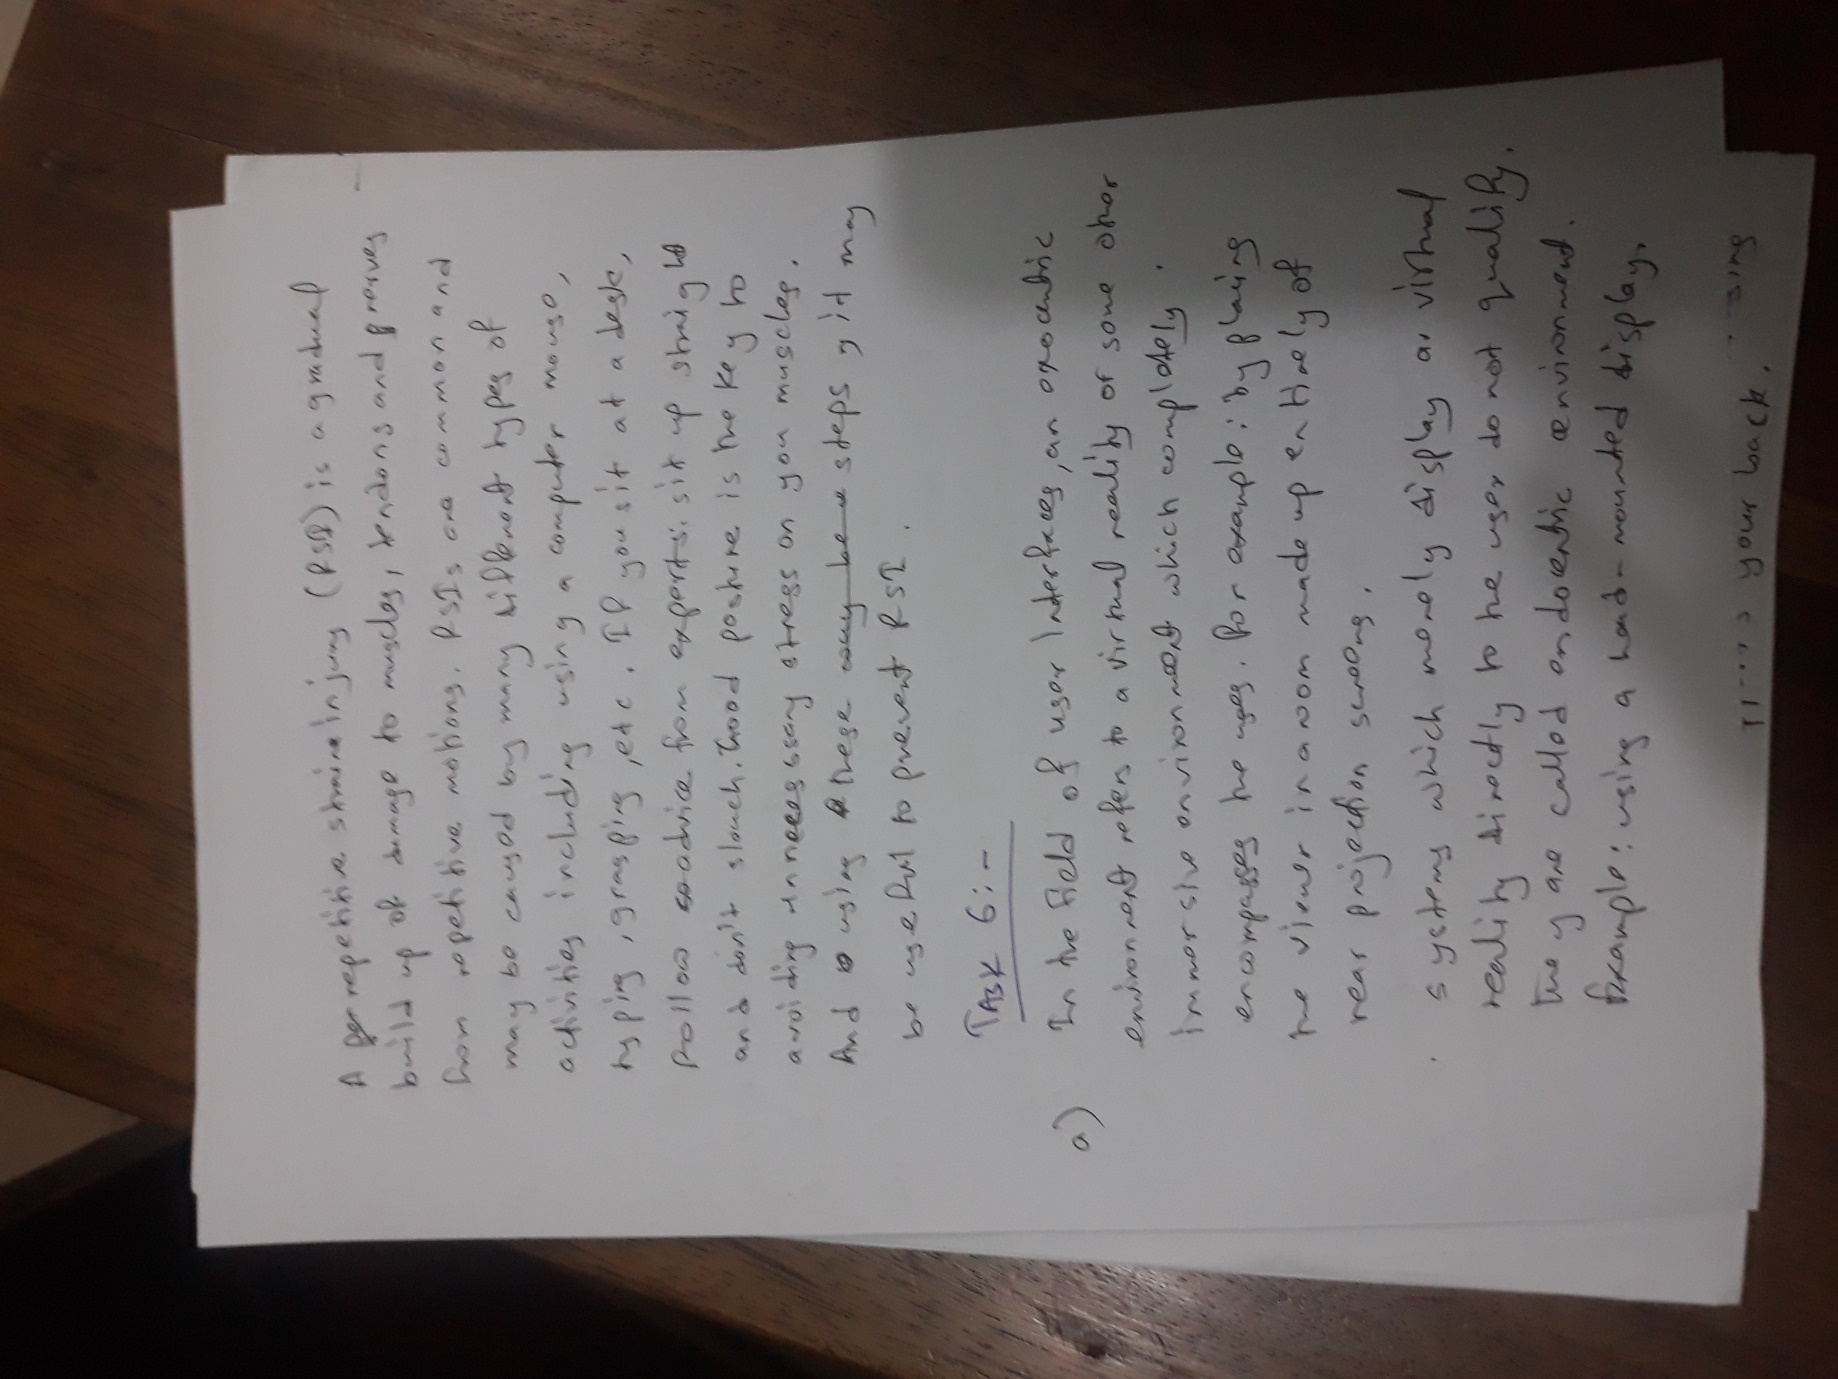 A repetitive strain injury (RSI) is a gradual
build up of damage to muscles, tendons and nerves
from repetitive motions. RSIs are common and
may be caused by many different types of
activities including using a computer mouse,
typing, grasping, etc. If you sit at a desk,
follow advice from experts: sit up straight
and don't slouch. Good posture is the key to
avoiding unnecessary stress on you muscles.
And using these steps it may
be useful to prevent RSI.
TASK 6:-
a) In the field of user interfaces, an exocentric
environment refers to a virtual reality or some other
immersive environment which completely
encompasses the user. For example: by placing
the viewer in a room made up entirely of
rear projection screens.
. systems which merely display a virtual
reality directly to the user do not qualify.
They are called endocentric environment.
Example: using a head-mounted display.
your back.